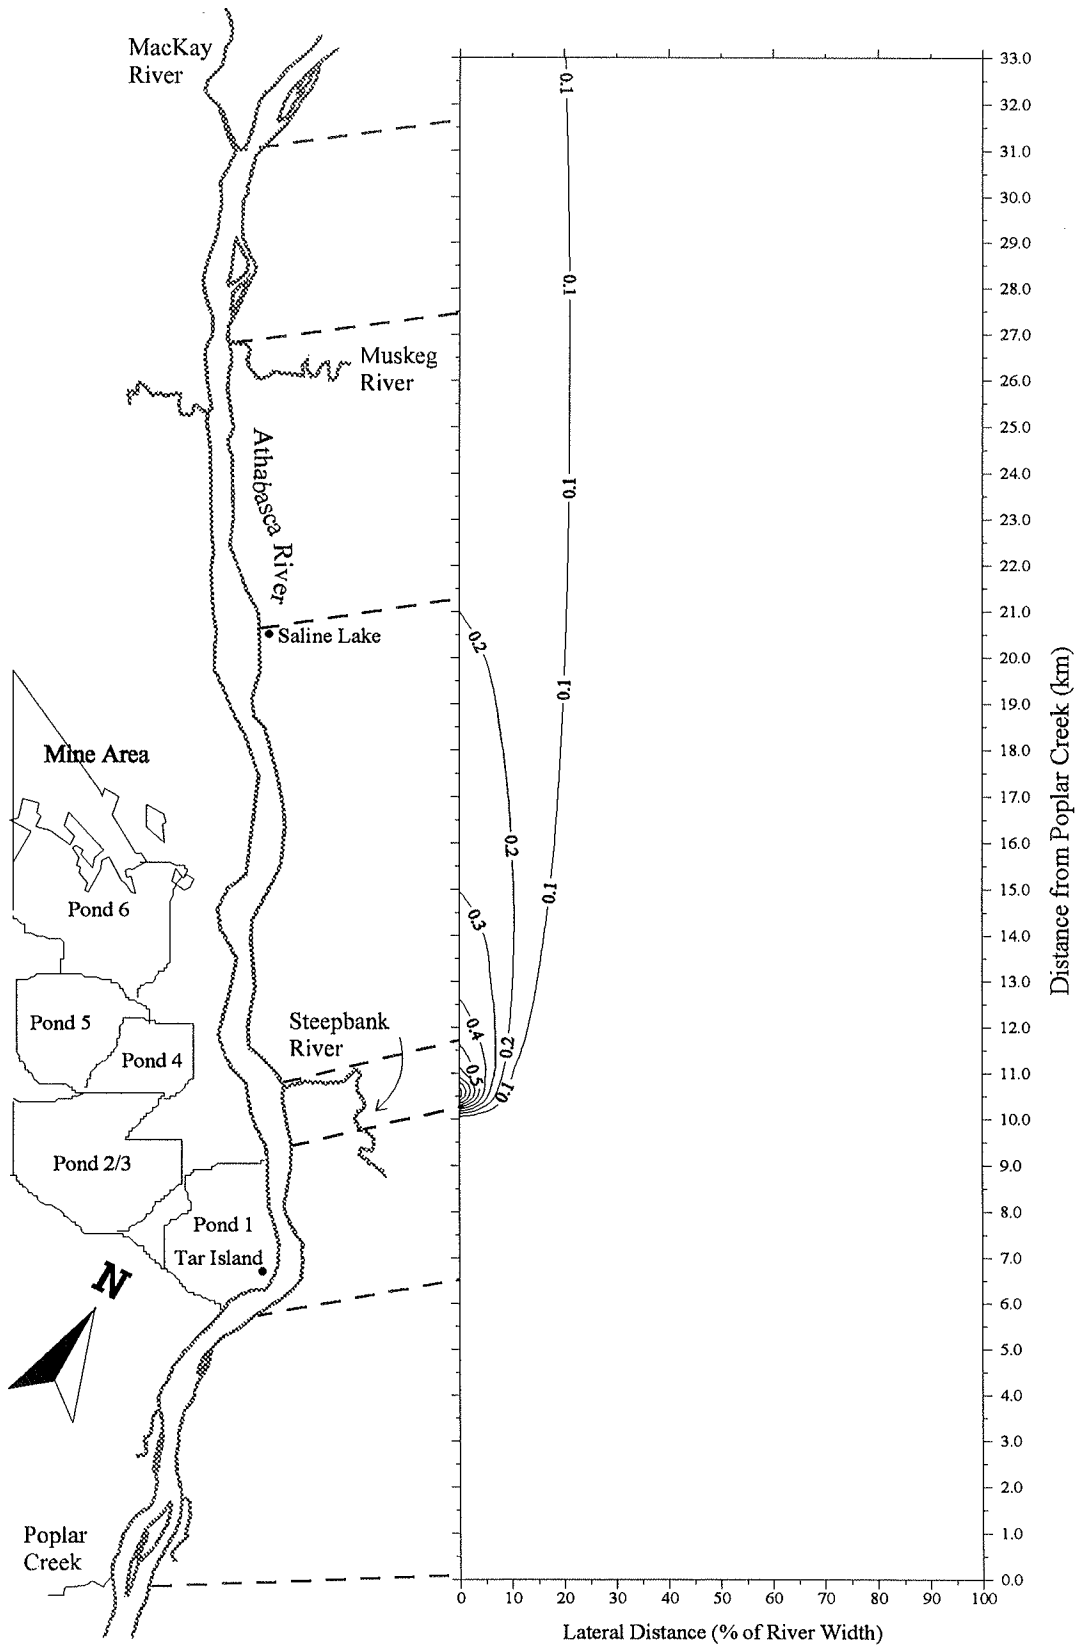 MacKay
River
Muskeg
River
Athabasca River
Saline Lake
Mine Area
Pond 6
Pond 5
Pond 4
Steepbank
River
Pond 2/3
Pond 1
Tar Island
N
Poplar
Creek
0.1
0.1
0.1
0.1
0.1
0.1
0.2
0.2
0.2
0.3
0.4
0.5
33.0
32.0
31.0
30.0
29.0
28.0
27.0
26.0
25.0
24.0
23.0
22.0
21.0
20.0
19.0
18.0
17.0
16.0
15.0
14.0
13.0
12.0
11.0
10.0
9.0
8.0
7.0
6.0
5.0
4.0
3.0
2.0
1.0
0.0
Distance from Poplar Creek (km)
0 10 20 30 40 50 60 70 80 90 100
Lateral Distance (% of River Width)